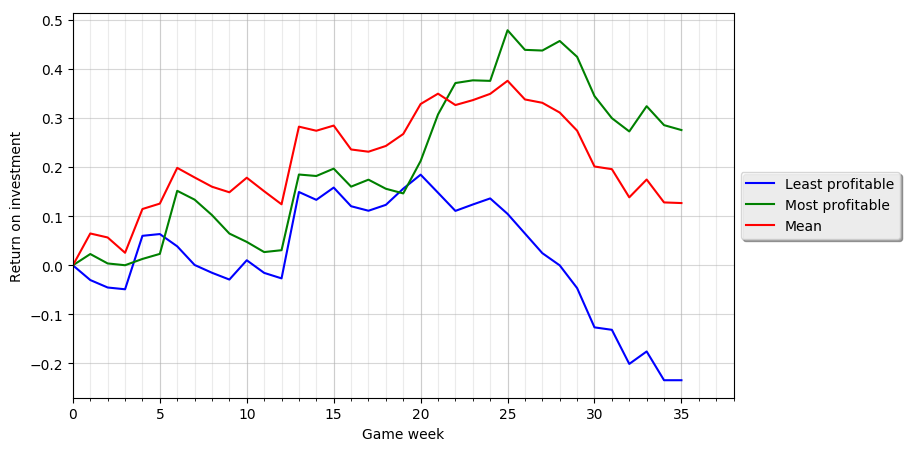 0.5
0.4
0.3
0.2
0.1
0.0
−0.1
−0.2
Return on investment
0 5 10 15 20 25 30 35
Game week
Least profitable
Most profitable
Mean